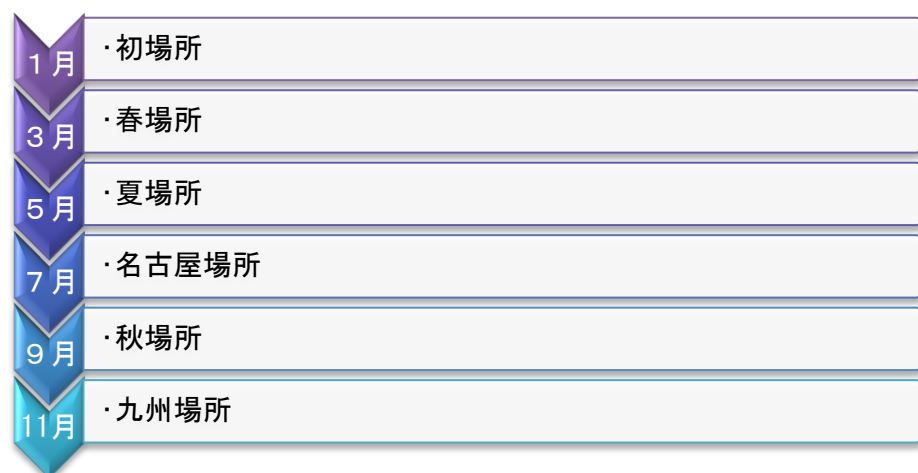 1月
・初場所
3月
・春場所
5月
・夏場所
7月
・名古屋場所
9月
・秋場所
11月
・九州場所